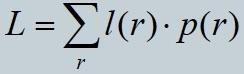 L = ∑ l(r) · p(r)
r